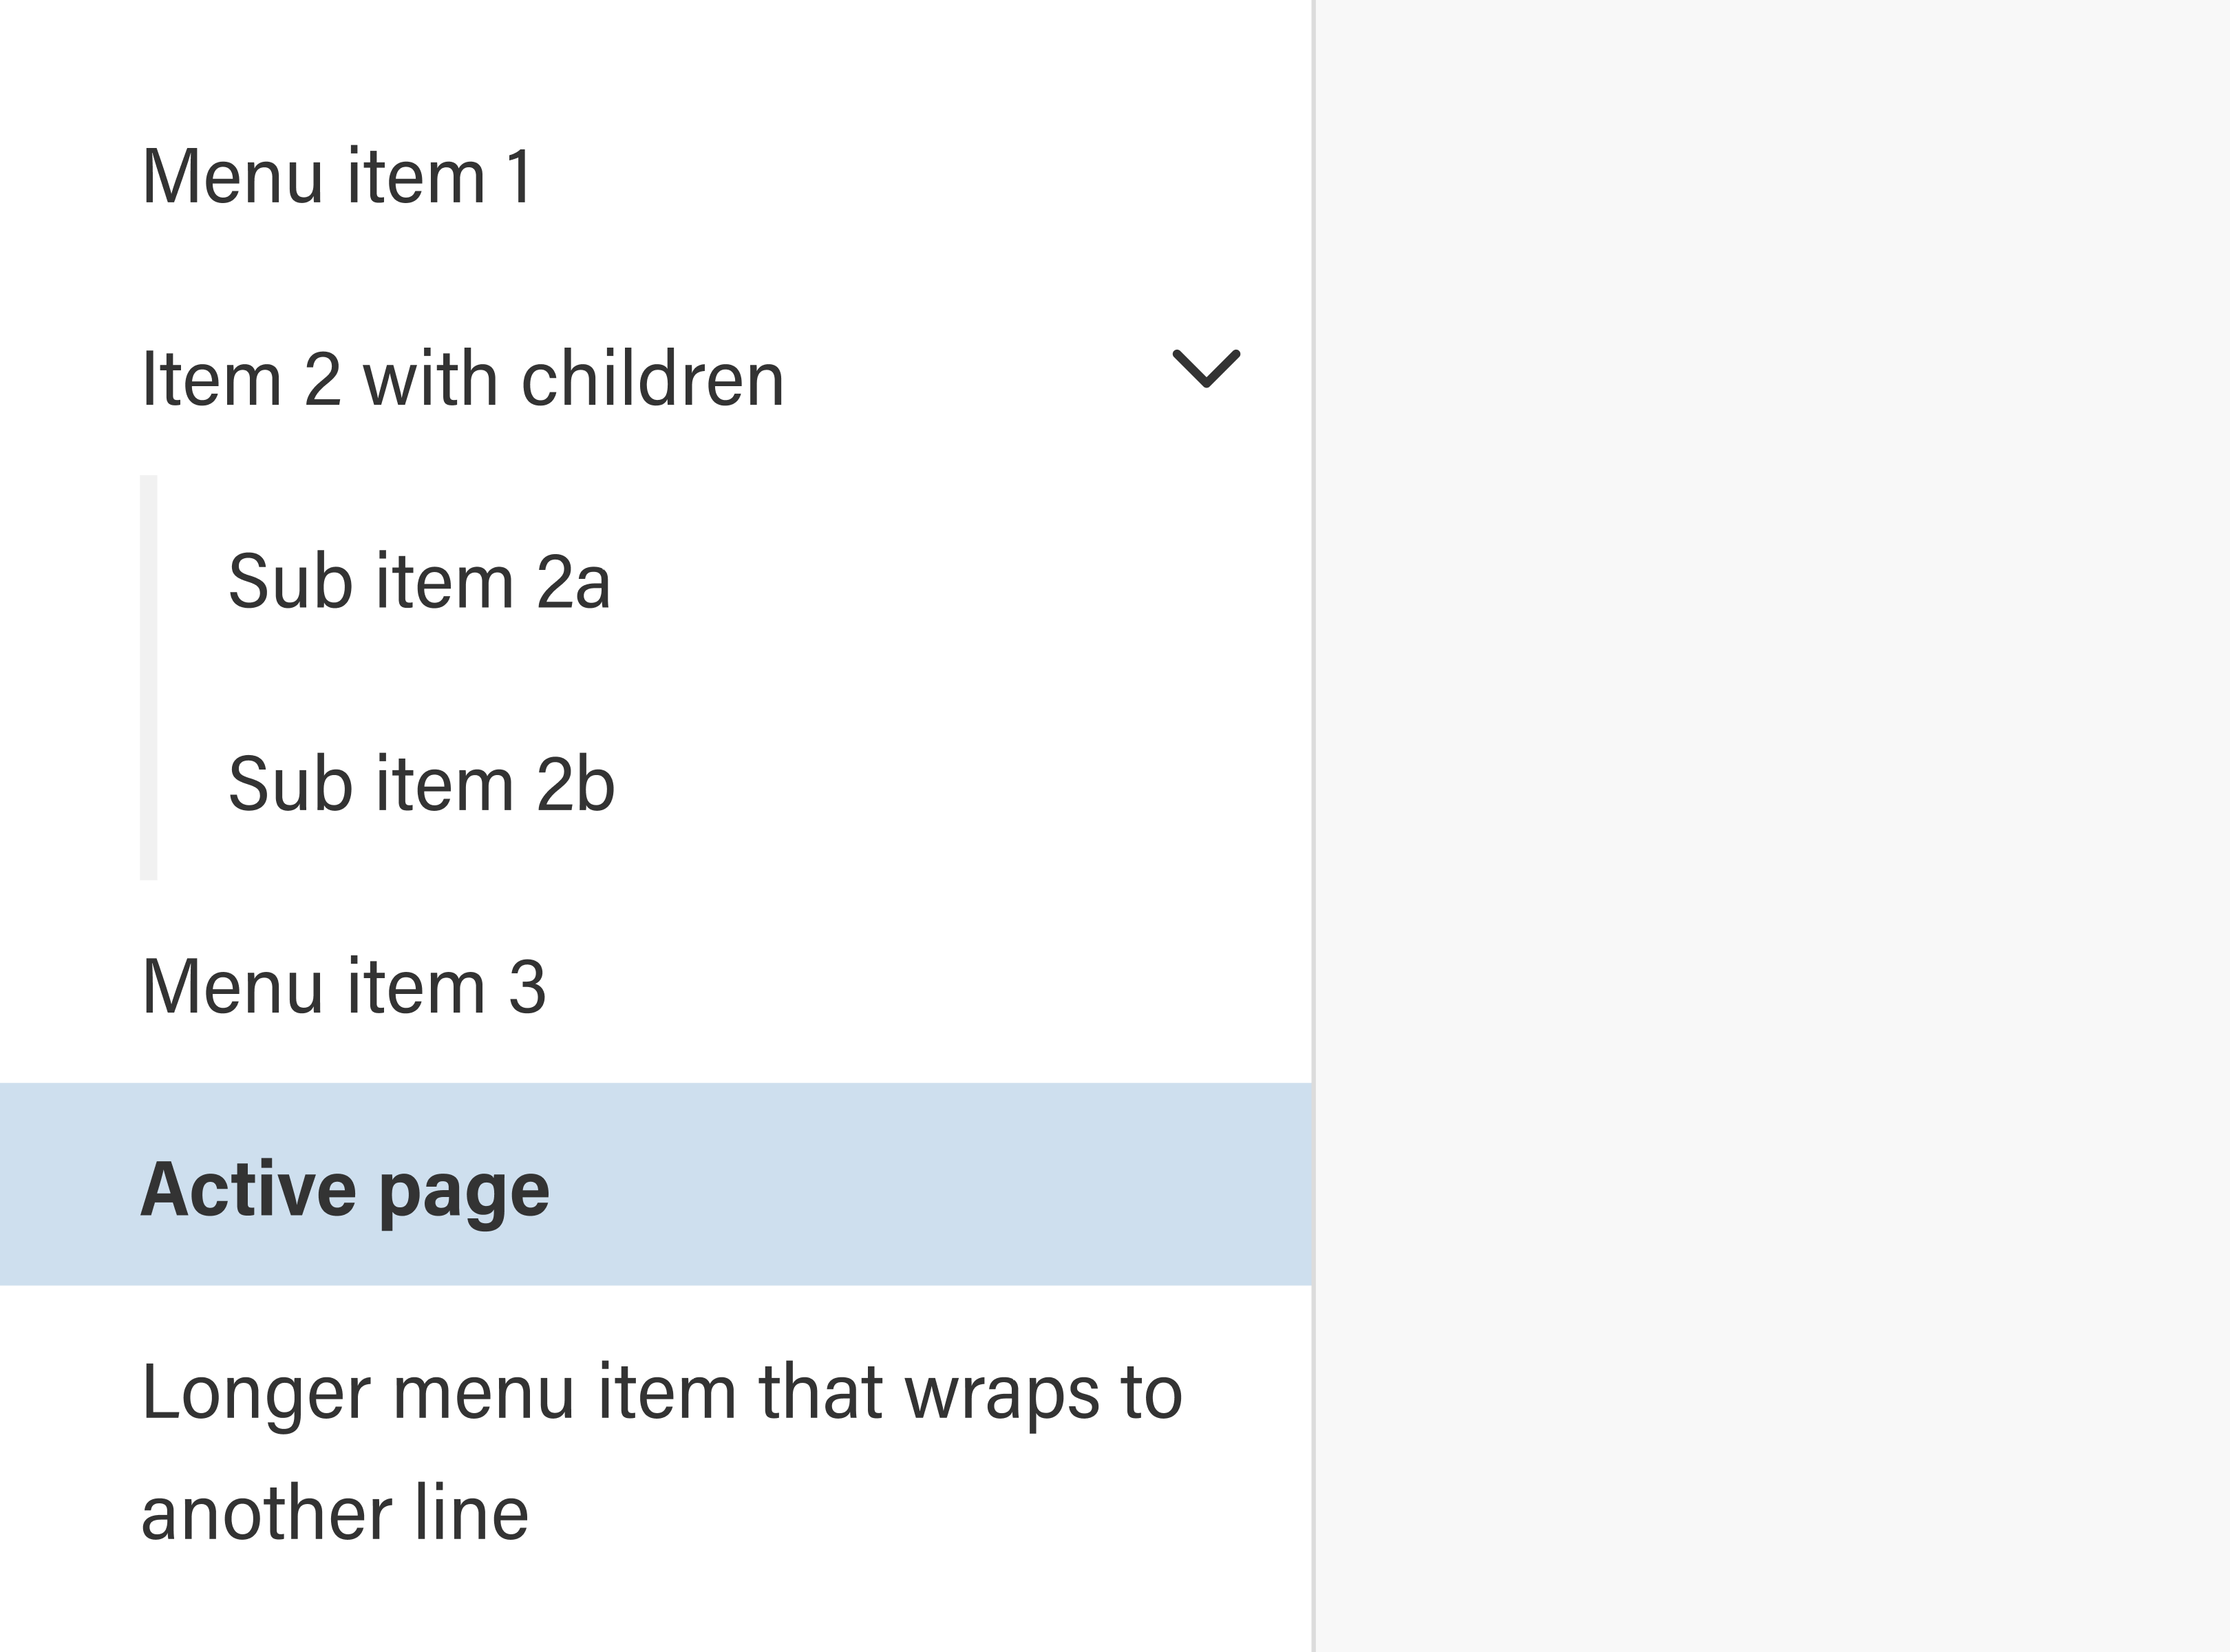 Menu item 1
Item 2 with children
Sub item 2a
Sub item 2b
Menu item 3
Active page
Longer menu item that wraps to
another line